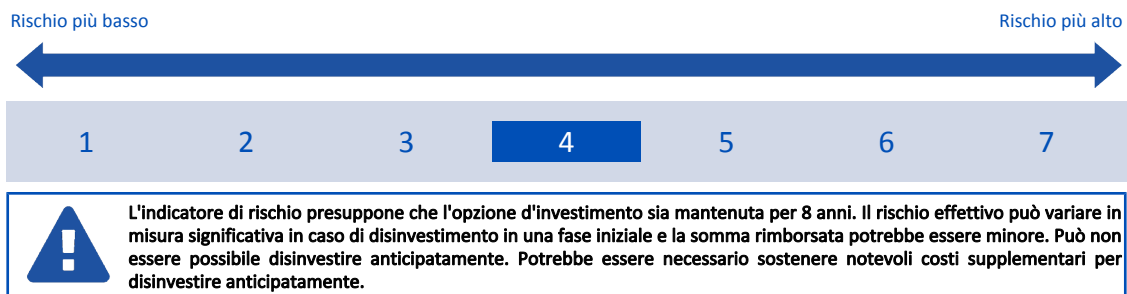 Rischio più basso Rischio più alto
1 2 3 4 5 6 7
L'indicatore di rischio presuppone che l'opzione d'investimento sia mantenuta per 8 anni. Il rischio effettivo può variare in
misura significativa in caso di disinvestimento in una fase iniziale e la somma rimborsata potrebbe essere minore. Può non
essere possibile disinvestire anticipatamente. Potrebbe essere necessario sostenere notevoli costi supplementari per
disinvestire anticipatamente.